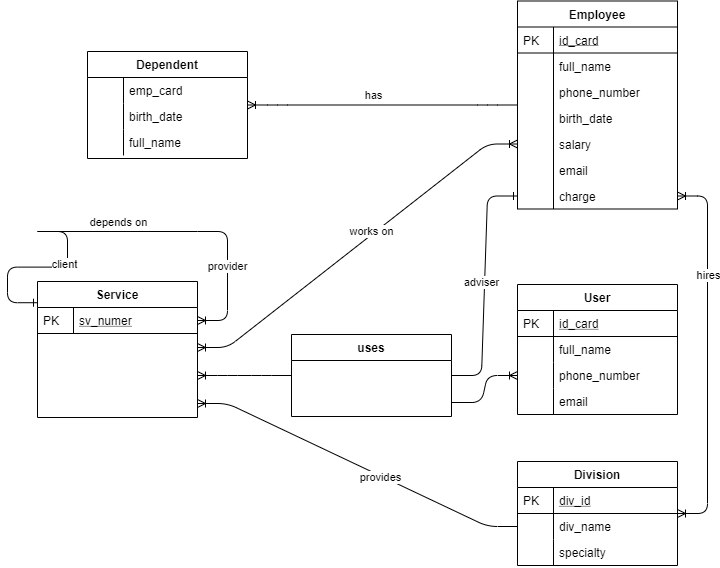 Employee
PK id_card
full_name
phone_number
birth_date
salary
email
charge
Dependent
emp_card
birth_date
full_name
has
depends on
client
provider
works on
adviser
hires
Service
PK sv_numer
uses
User
PK id_card
full_name
phone_number
email
provides
Division
PK div_id
div_name
specialty